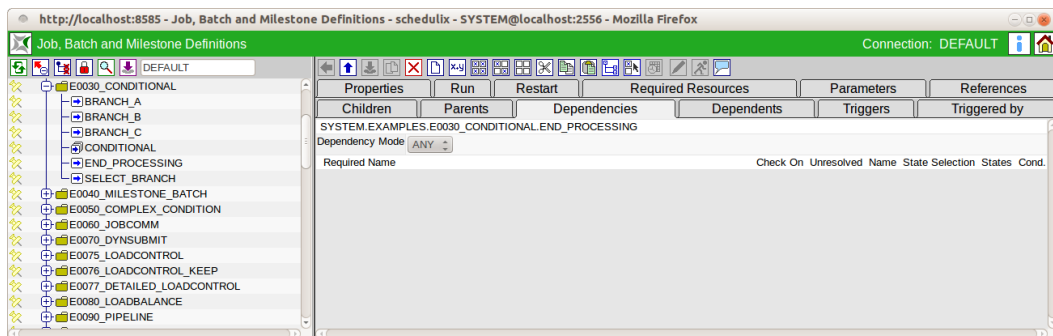 http://localhost:8585 - Job, Batch and Milestone Definitions - schedulix - SYSTEM@localhost:2556 - Mozilla Firefox
Job, Batch and Milestone Definitions
Connection: DEFAULT
DEFAULT
E0030_CONDITIONAL
BRANCH_A
BRANCH_B
BRANCH_C
CONDITIONAL
END_PROCESSING
SELECT_BRANCH
E0040_MILESTONE_BATCH
E0050_COMPLEX_CONDITION
E0060_JOBCOMM
E0070_DYNSUBMIT
E0075_LOADCONTROL
E0076_LOADCONTROL_KEEP
E0077_DETAILED_LOADCONTROL
E0080_LOADBALANCE
E0090_PIPELINE
Properties Run Restart Required Resources Parameters References
Children Parents Dependencies Dependents Triggers Triggered by
SYSTEM.EXAMPLES.E0030_CONDITIONAL.END_PROCESSING
Dependency Mode ANY
Required Name Check On Unresolved Name State Selection States Cond.